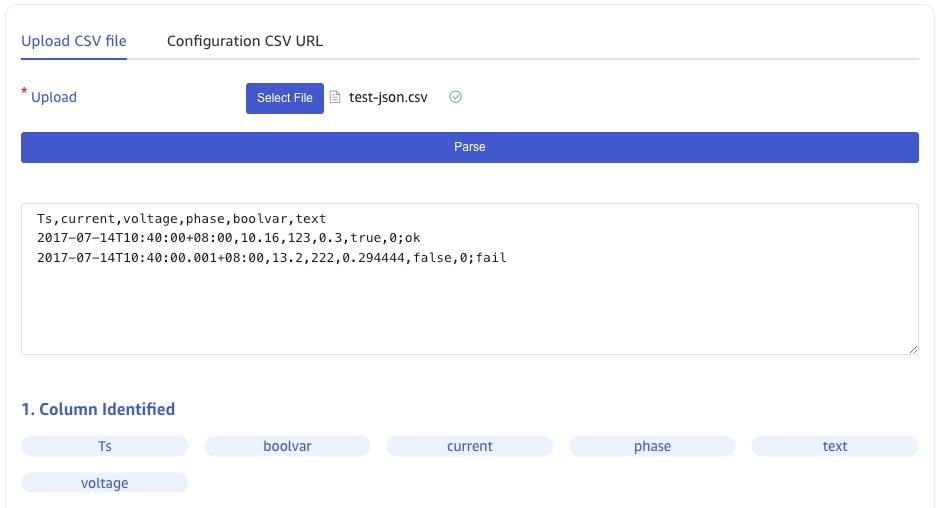 Upload CSV file Configuration CSV URL
* Upload Select File test-json.csv
Parse
Ts,current,voltage,phase,boolvar,text
2017-07-14T10:40:00+08:00,10.16,123,0.3,true,0;ok
2017-07-14T10:40:00.001+08:00,13.2,222,0.294444,false,0;fail
1. Column Identified
Ts boolvar current phase text
voltage